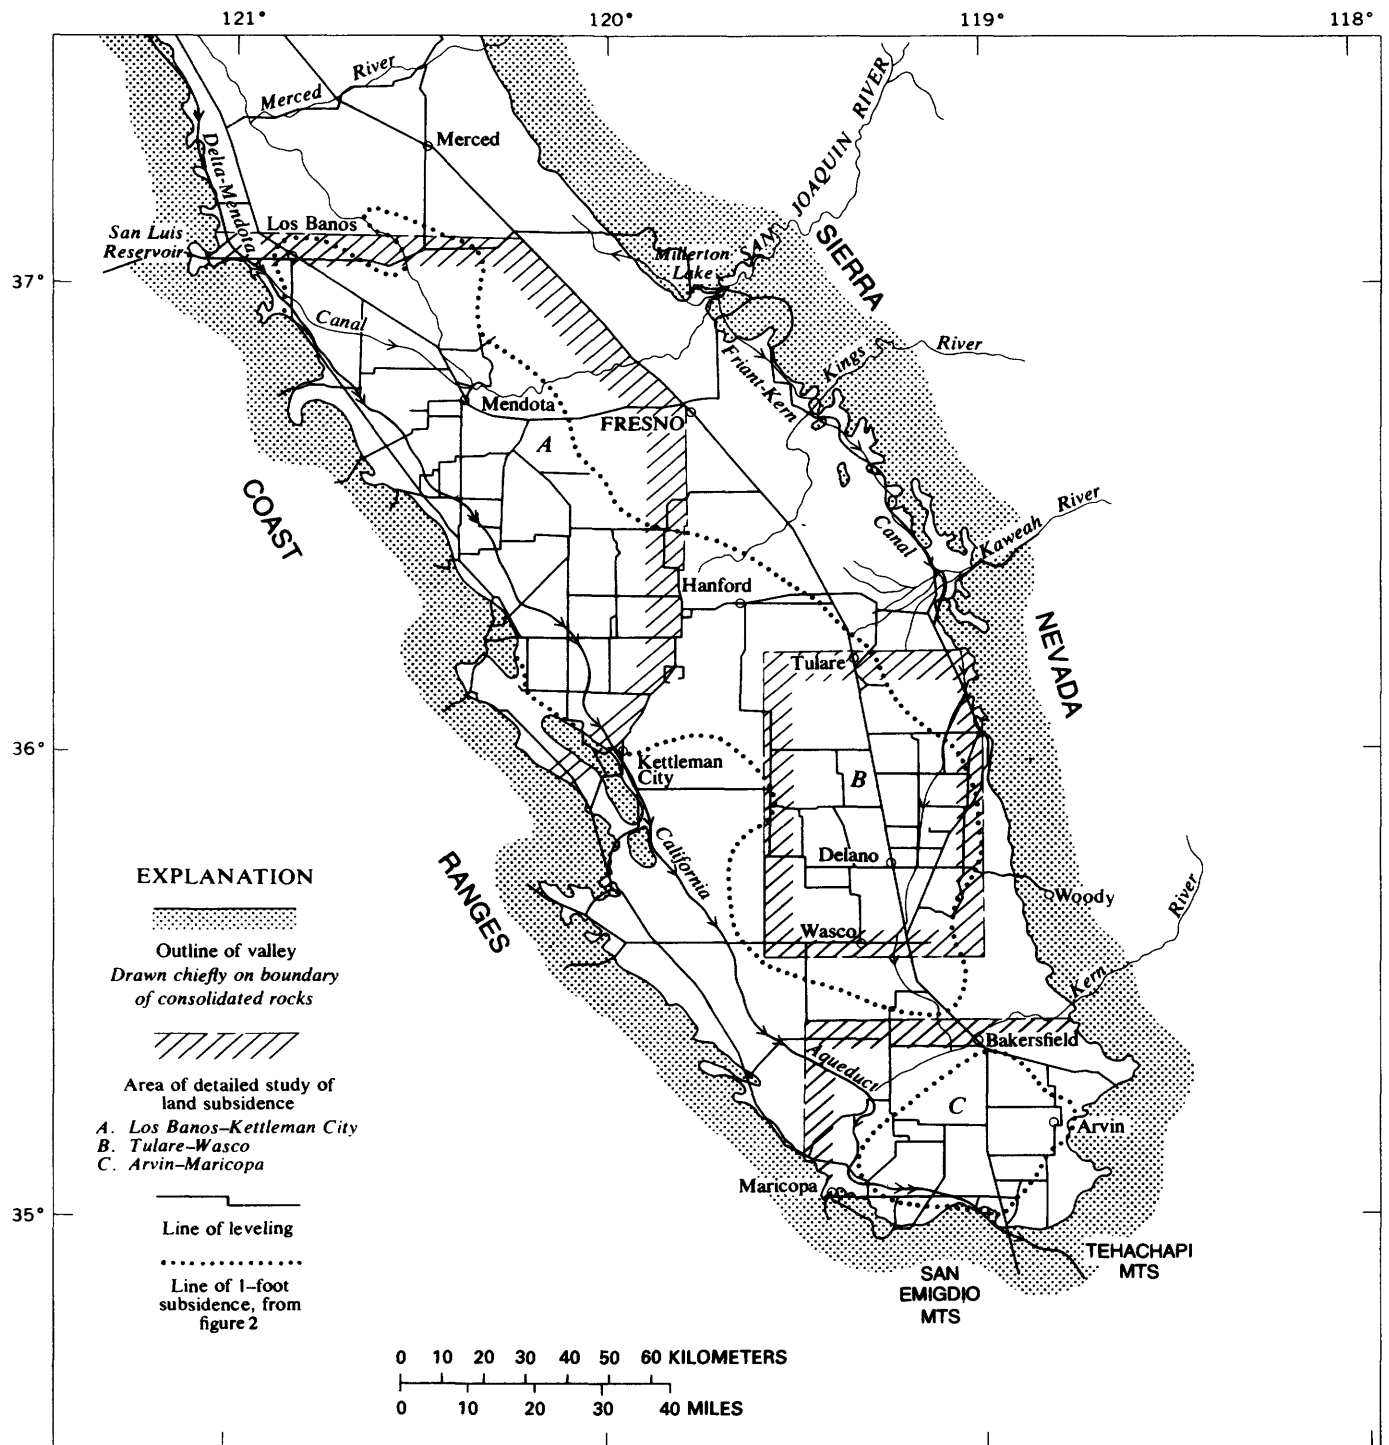 121° 120° 119° 118°
Merced River
Merced
SAN JOAQUIN RIVER
Delta-Mendota
Los Banos
San Luis
Reservoir
Millerton
Lake
SIERRA
37°
Canal
Friant-Kern
Kings River
Mendota
FRESNO
A
COAST
Canal
Kaweah River
Hanford
NEVADA
Tulare
36°
Kettleman
City
B
California
Delano
RANGES
Woody
River
Wasco
Kern
Bakersfield
Aqueduct
C
Arvin
Maricopa
35°
TEHACHAPI
MTS
SAN
EMIGDIO
MTS
EXPLANATION
Outline of valley
Drawn chiefly on boundary
of consolidated rocks
Area of detailed study of
land subsidence
A. Los Banos–Kettleman City
B. Tulare–Wasco
C. Arvin–Maricopa
Line of leveling
Line of 1–foot
subsidence, from
figure 2
0 10 20 30 40 50 60 KILOMETERS
0 10 20 30 40 MILES